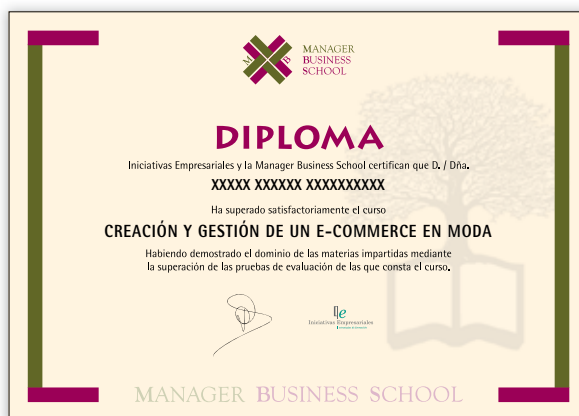 M B
MANAGER
BUSINESS
SCHOOL
DIPLOMA
Iniciativas Empresariales y la Manager Business School certifican que D. / Dña.
XXXXX XXXXXX XXXXXXXXXX
Ha superado satisfactoriamente el curso
CREACIÓN Y GESTIÓN DE UN E-COMMERCE EN MODA
Habiendo demostrado el dominio de las materias impartidas mediante
la superación de las pruebas de evaluación de las que consta el curso.
Iniciativas Empresariales
MANAGER BUSINESS SCHOOL